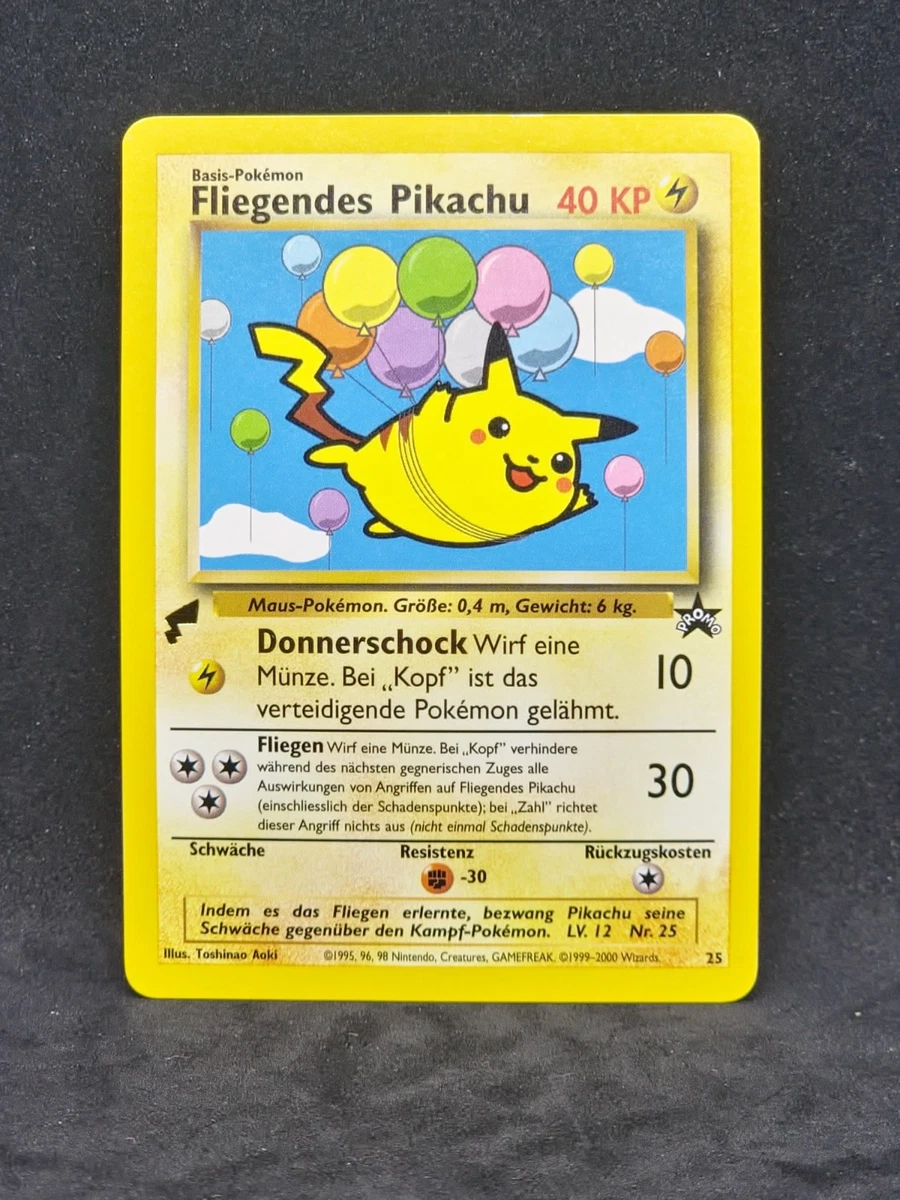 Basis-Pokémon
Fliegendes Pikachu 40 KP
Maus-Pokémon. Größe: 0,4 m, Gewicht: 6 kg.
PROMO
Donnerschock Wirf eine
Münze. Bei „Kopf” ist das
verteidigende Pokémon gelähmt.
10
Fliegen Wirf eine Münze. Bei „Kopf” verhindere
während des nächsten gegnerischen Zuges alle
Auswirkungen von Angriffen auf Fliegendes Pikachu
(einschliesslich der Schadenspunkte); bei „Zahl” richtet
dieser Angriff nichts aus (nicht einmal Schadenspunkte).
30
Schwäche Resistenz Rückzugskosten
-30
Indem es das Fliegen erlernte, bezwang Pikachu seine
Schwäche gegenüber den Kampf-Pokémon. LV. 12 Nr. 25
Illus. Toshinao Aoki ©1995, 96, 98 Nintendo, Creatures, GAMEFREAK. ©1999–2000 Wizards. 25